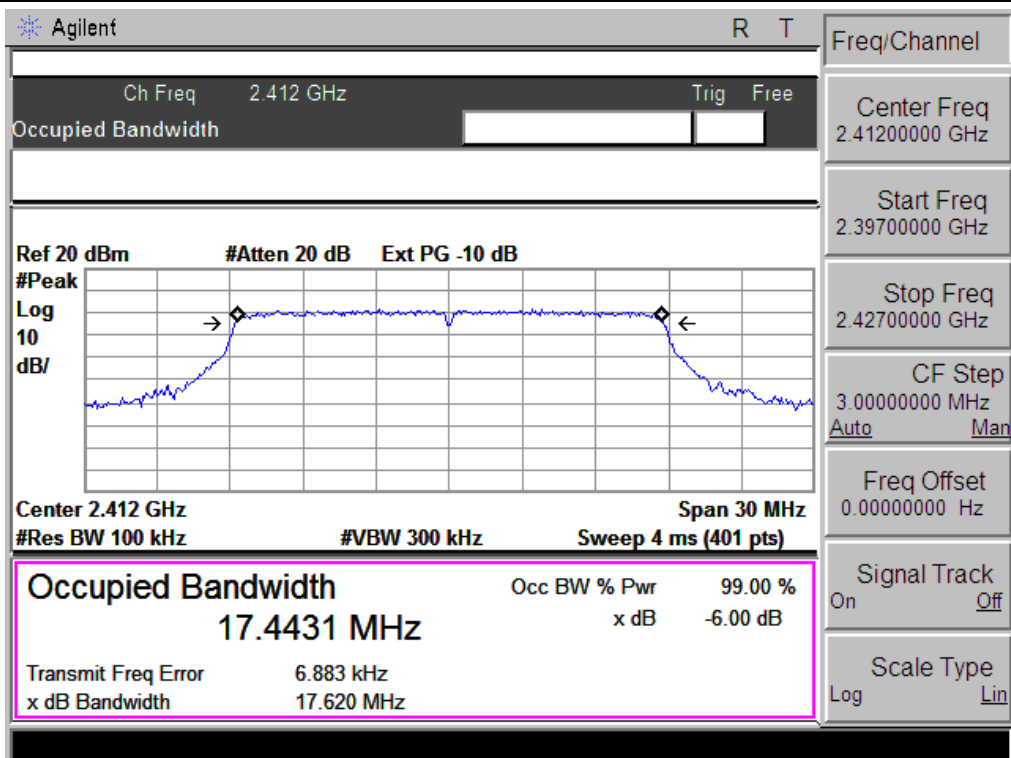 Agilent R T
Ch Freq 2.412 GHz Trig Free
Occupied Bandwidth
Ref 20 dBm #Atten 20 dB Ext PG -10 dB
#Peak
Log
10
dB/
Center 2.412 GHz Span 30 MHz
#Res BW 100 kHz #VBW 300 kHz Sweep 4 ms (401 pts)
Occupied Bandwidth Occ BW % Pwr 99.00 %
17.4431 MHz x dB -6.00 dB
Transmit Freq Error 6.883 kHz
x dB Bandwidth 17.620 MHz
Freq/Channel
Center Freq
2.41200000 GHz
Start Freq
2.39700000 GHz
Stop Freq
2.42700000 GHz
CF Step
3.00000000 MHz
Auto Man
Freq Offset
0.00000000 Hz
Signal Track
On Off
Scale Type
Log Lin